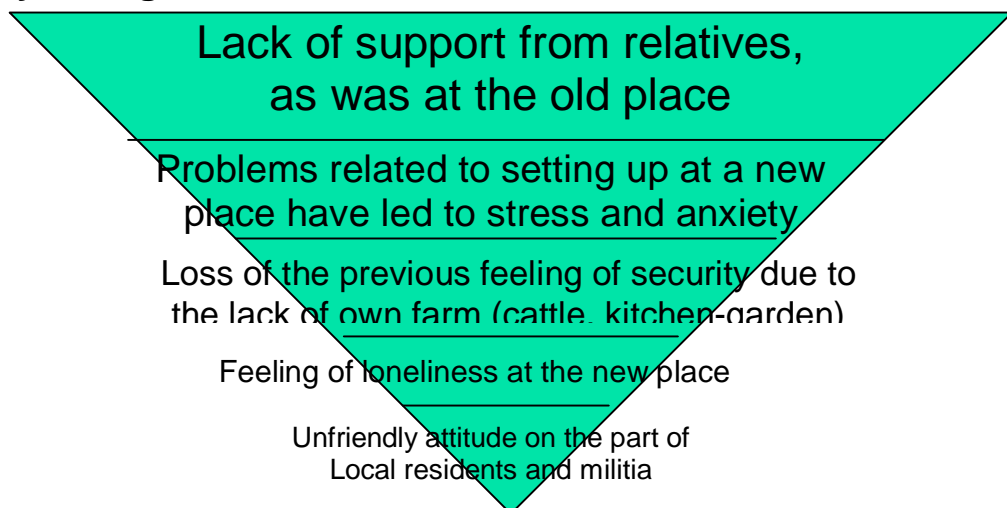 Lack of support from relatives,
as was at the old place
Problems related to setting up at a new
place have led to stress and anxiety
Loss of the previous feeling of security due to
the lack of own farm (cattle, kitchen-garden)
Feeling of loneliness at the new place
Unfriendly attitude on the part of
Local residents and militia